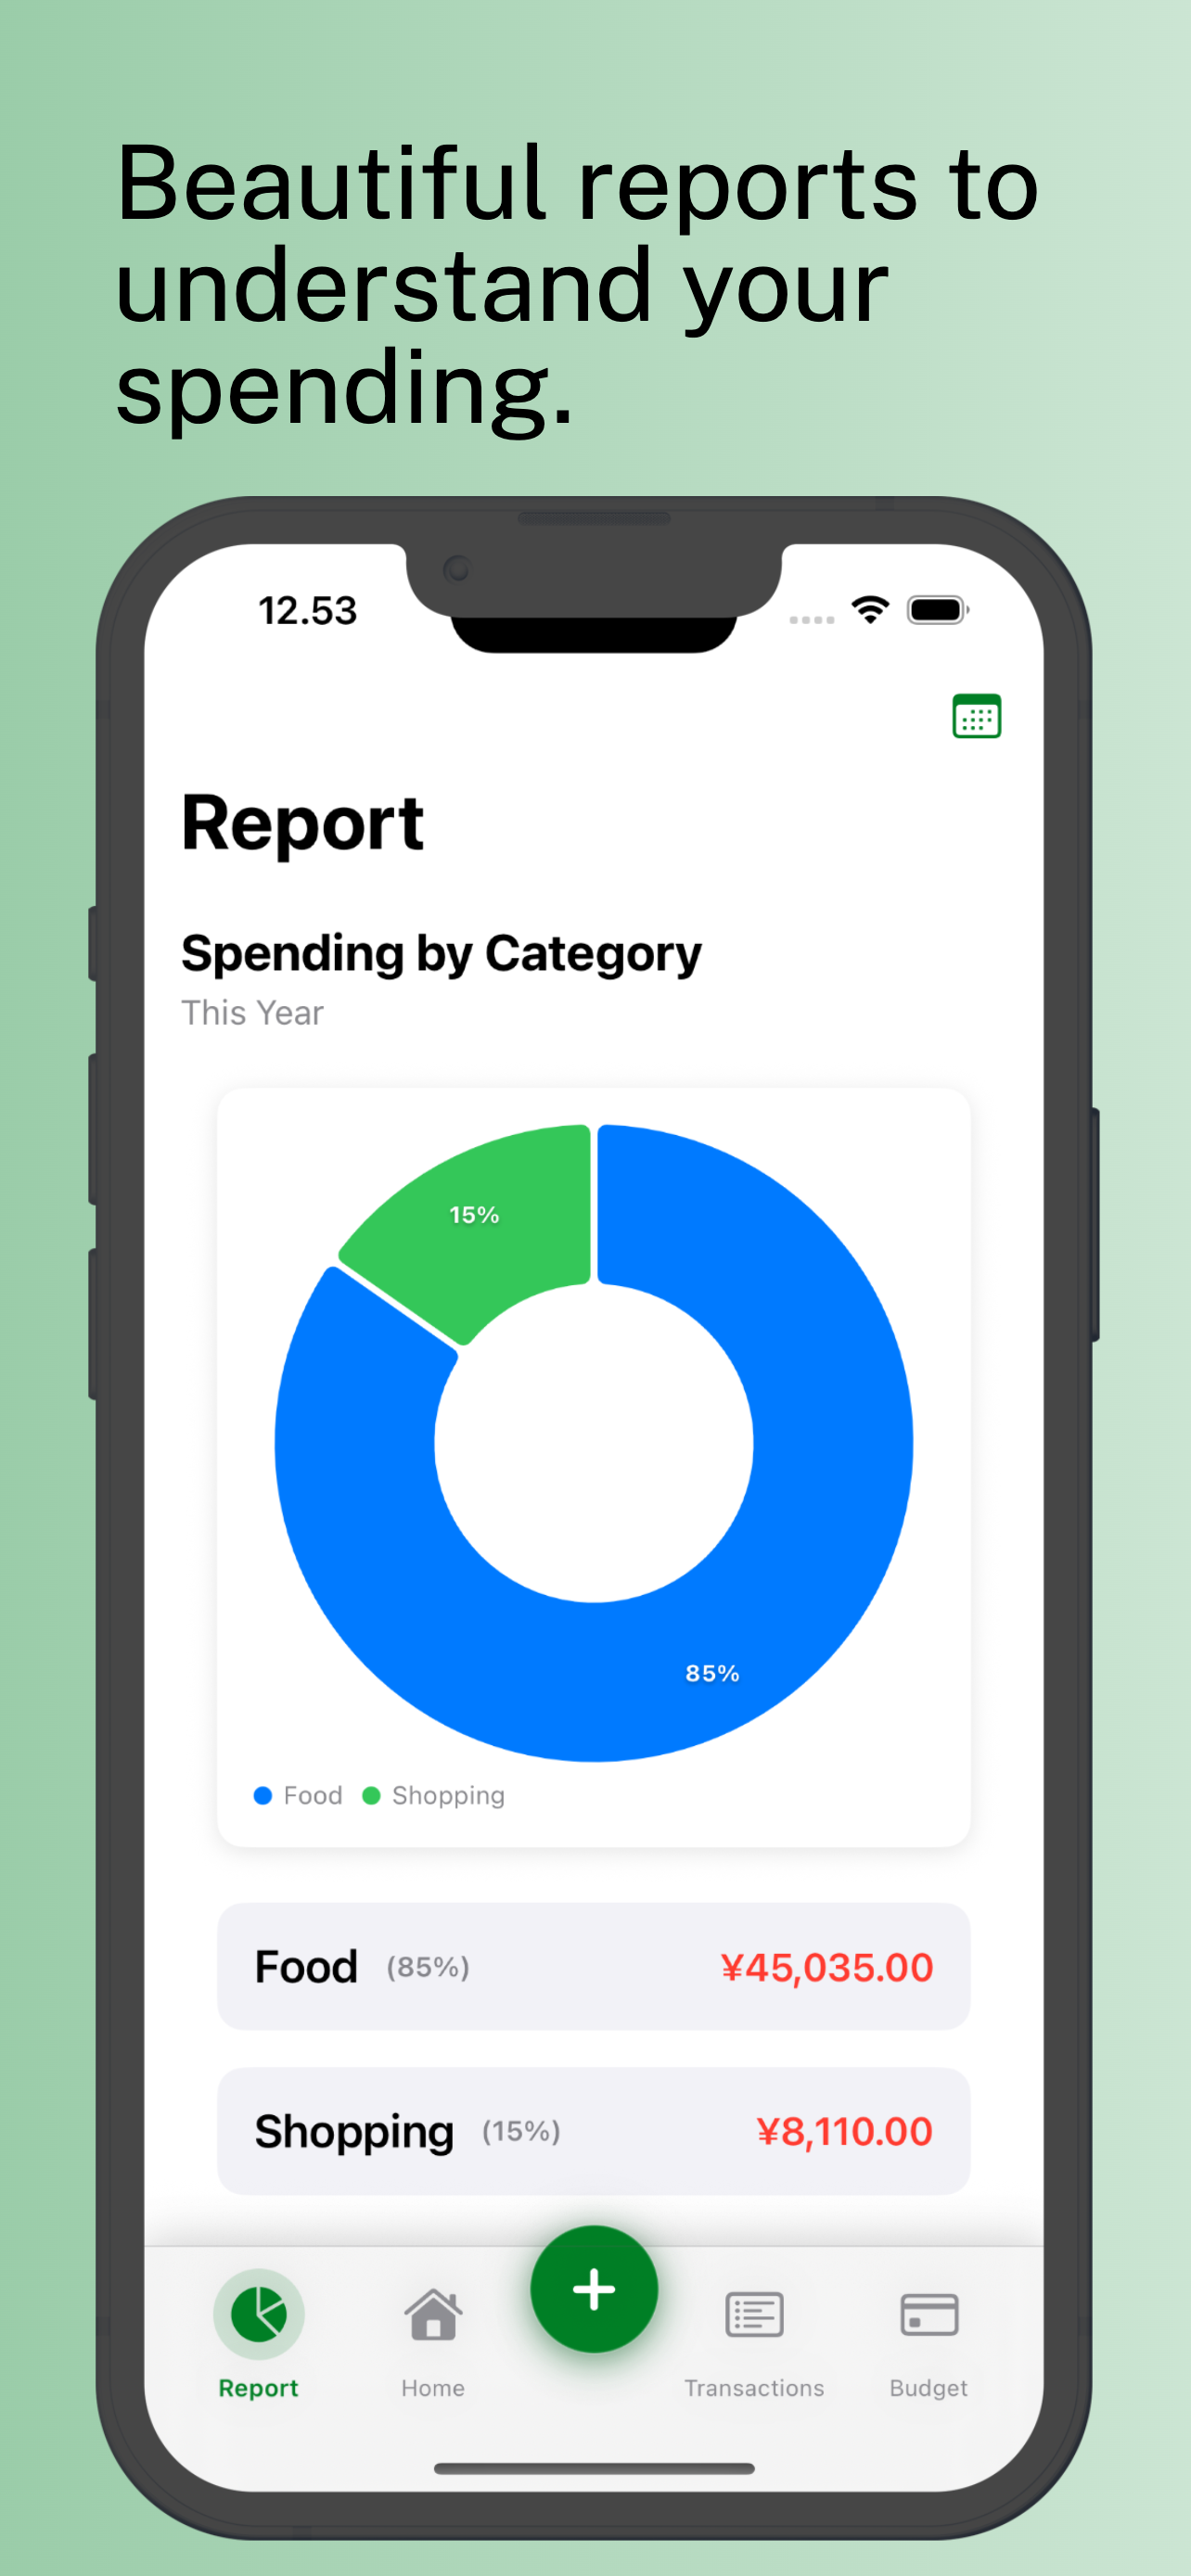 Beautiful reports to
understand your
spending.
12.53
Report
Spending by Category
This Year
15%
85%
Food Shopping
Food (85%) ¥45,035.00
Shopping (15%) ¥8,110.00
Report Home Transactions Budget